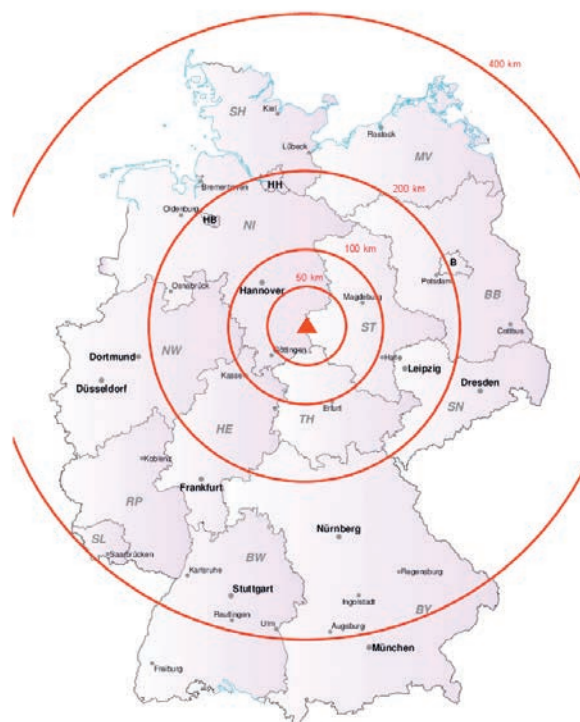 400 km
Kiel
SH
Rostock
Lübeck
MV
Bremerhaven
HH
200 km
Oldenburg
HB
NI
100 km
B
50 km
Potsdam
Osnabrück
Hannover
Magdeburg
BB
ST
Cottbus
Göttingen
Dortmund
NW
Halle
Leipzig
Kassel
Düsseldorf
Dresden
Erfurt
SN
TH
HE
Koblenz
Frankfurt
RP
Nürnberg
SL
Saarbrücken
BW
Karlsruhe
Regensburg
Stuttgart
Ingolstadt
BY
Reutlingen
Ulm
Augsburg
München
Freiburg